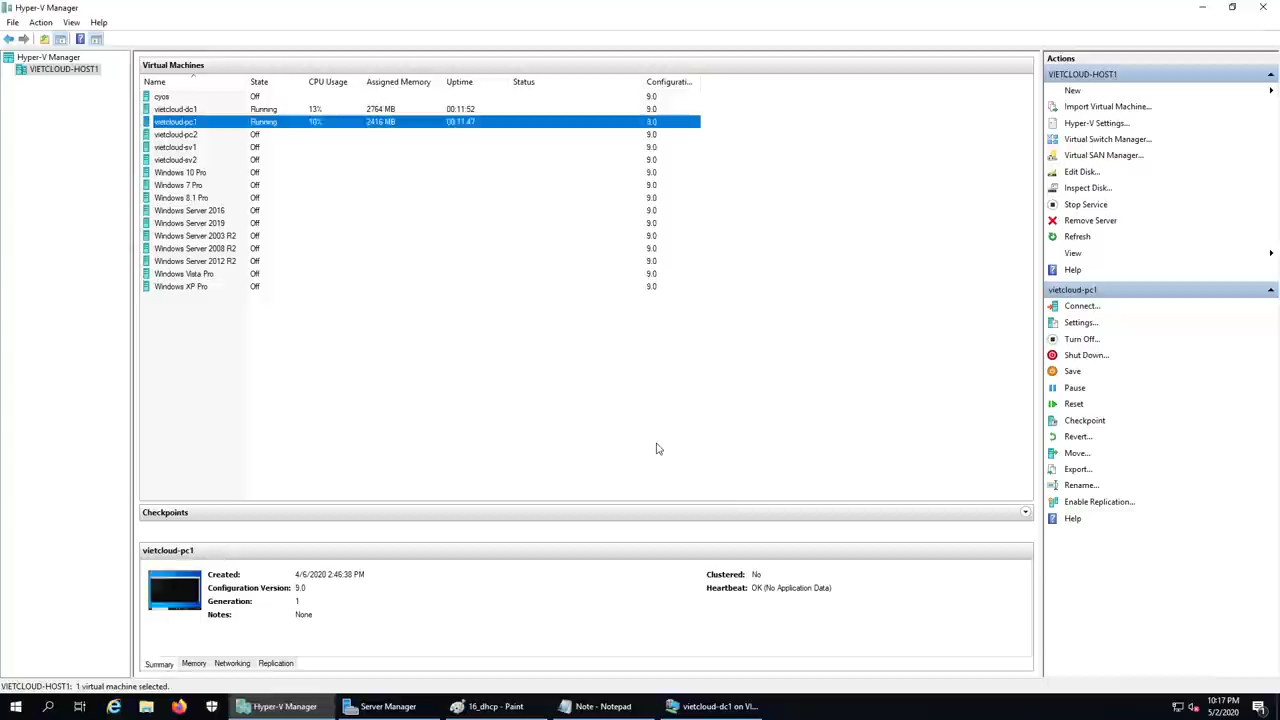 Hyper-V Manager
File Action View Help
Hyper-V Manager
VIETCLOUD-HOST1
Virtual Machines
Name State CPU Usage Assigned Memory Uptime Status Configurati...
cyos Off 9.0
vietcloud-dc1 Running 13% 2764 MB 00:11:52 9.0
vietcloud-pc1 Running 10% 2416 MB 00:11:47 9.0
vietcloud-pc2 Off 9.0
vietcloud-sv1 Off 9.0
vietcloud-sv2 Off 9.0
Windows 10 Pro Off 9.0
Windows 7 Pro Off 9.0
Windows 8.1 Pro Off 9.0
Windows Server 2016 Off 9.0
Windows Server 2019 Off 9.0
Windows Server 2003 R2 Off 9.0
Windows Server 2008 R2 Off 9.0
Windows Server 2012 R2 Off 9.0
Windows Vista Pro Off 9.0
Windows XP Pro Off 9.0
Checkpoints
vietcloud-pc1
Created: 4/6/2020 2:46:38 PM Clustered: No
Configuration Version: 9.0 Heartbeat: OK (No Application Data)
Generation: 1
Notes: None
Summary Memory Networking Replication
Actions
VIETCLOUD-HOST1
New
Import Virtual Machine...
Hyper-V Settings...
Virtual Switch Manager...
Virtual SAN Manager...
Edit Disk...
Inspect Disk...
Stop Service
Remove Server
Refresh
View
Help
vietcloud-pc1
Connect...
Settings...
Turn Off...
Shut Down...
Save
Pause
Reset
Checkpoint
Revert...
Move...
Export...
Rename...
Enable Replication...
Help
VIETCLOUD-HOST1: 1 virtual machine selected.
Hyper-V Manager Server Manager 16_dhcp - Paint Note - Notepad vietcloud-dc1 on VI...
10:17 PM
5/2/2020